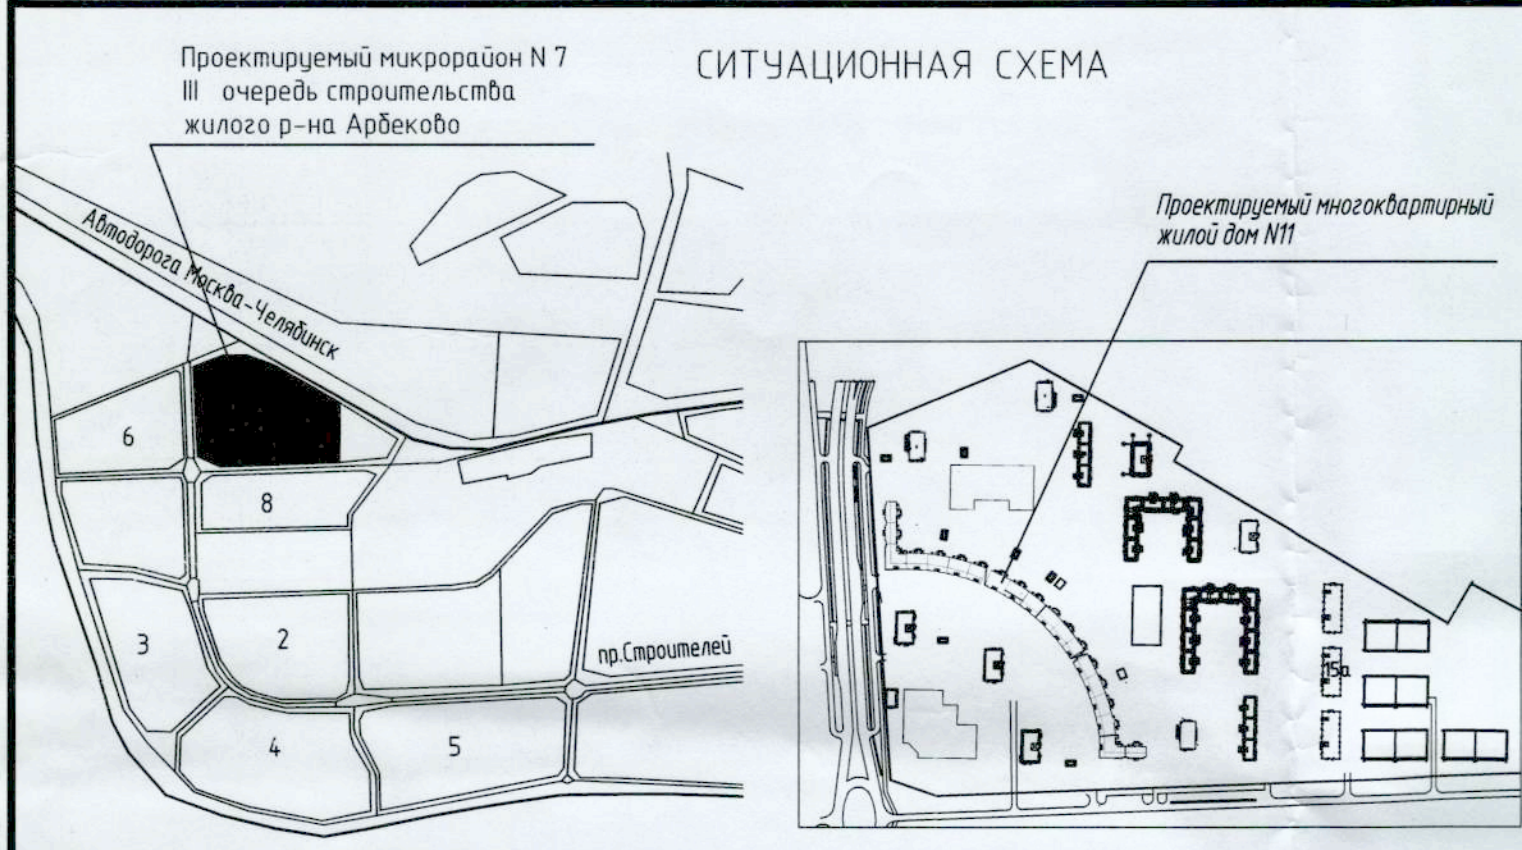 Проектируемый микрорайон N 7
III очередь строительства
жилого р-на Арбеково
СИТУАЦИОННАЯ СХЕМА
Проектируемый многоквартирный
жилой дом N11
Автодорога Москва-Челябинск
6
8
3
2
пр.Строителей
4
5
15а